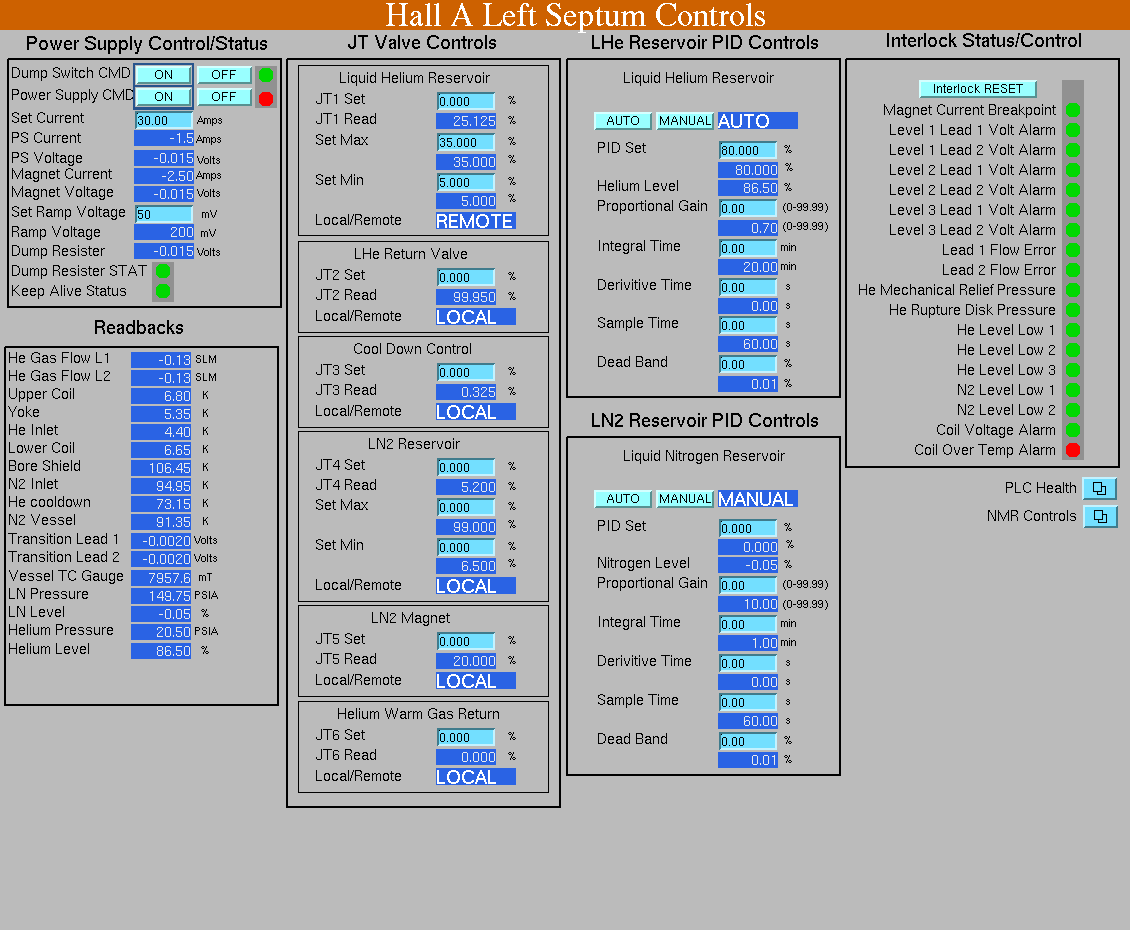 Hall A Left Septum Controls
Power Supply Control/Status
Dump Switch CMD ON OFF
Power Supply CMD ON OFF
Set Current 30.00 Amps
PS Current -1.5 Amps
PS Voltage -0.015 Volts
Magnet Current -2.50 Amps
Magnet Voltage -0.015 Volts
Set Ramp Voltage 50 mV
Ramp Voltage 200 mV
Dump Resister -0.015 Volts
Dump Resister STAT
Keep Alive Status
Readbacks
He Gas Flow L1 -0.13 SLM
He Gas Flow L2 -0.13 SLM
Upper Coil 6.80 K
Yoke 5.35 K
He Inlet 4.40 K
Lower Coil 6.65 K
Bore Shield 106.45 K
N2 Inlet 94.95 K
He cooldown 73.15 K
N2 Vessel 91.35 K
Transition Lead 1 -0.0020 Volts
Transition Lead 2 -0.0020 Volts
Vessel TC Gauge 7957.6 mT
LN Pressure 149.75 PSIA
LN Level -0.05 %
Helium Pressure 20.50 PSIA
Helium Level 86.50 %
JT Valve Controls
Liquid Helium Reservoir
JT1 Set 0.000 %
JT1 Read 25.125 %
Set Max 35.000 %
35.000 %
Set Min 5.000 %
5.000 %
Local/Remote REMOTE
LHe Return Valve
JT2 Set 0.000 %
JT2 Read 99.950 %
Local/Remote LOCAL
Cool Down Control
JT3 Set 0.000 %
JT3 Read 0.325 %
Local/Remote LOCAL
LN2 Reservoir
JT4 Set 0.000 %
JT4 Read 5.200 %
Set Max 0.000 %
99.000 %
Set Min 0.000 %
6.500 %
Local/Remote LOCAL
LN2 Magnet
JT5 Set 0.000 %
JT5 Read 20.000 %
Local/Remote LOCAL
Helium Warm Gas Return
JT6 Set 0.000 %
JT6 Read 0.000 %
Local/Remote LOCAL
LHe Reservoir PID Controls
Liquid Helium Reservoir
AUTO MANUAL AUTO
PID Set 80.000 %
80.000 %
Helium Level 86.50 %
Proportional Gain 0.00 (0-99.99)
0.70 (0-99.99)
Integral Time 0.00 min
20.00 min
Derivitive Time 0.00 s
0.00 s
Sample Time 0.00 s
60.00 s
Dead Band 0.00 %
0.01 %
LN2 Reservoir PID Controls
Liquid Nitrogen Reservoir
AUTO MANUAL MANUAL
PID Set 0.000 %
0.000 %
Nitrogen Level -0.05 %
Proportional Gain 0.00 (0-99.99)
10.00 (0-99.99)
Integral Time 0.00 min
1.00 min
Derivitive Time 0.00 s
0.00 s
Sample Time 0.00 s
60.00 s
Dead Band 0.00 %
0.01 %
Interlock Status/Control
Interlock RESET
Magnet Current Breakpoint
Level 1 Lead 1 Volt Alarm
Level 1 Lead 2 Volt Alarm
Level 2 Lead 1 Volt Alarm
Level 2 Lead 2 Volt Alarm
Level 3 Lead 1 Volt Alarm
Level 3 Lead 2 Volt Alarm
Lead 1 Flow Error
Lead 2 Flow Error
He Mechanical Relief Pressure
He Rupture Disk Pressure
He Level Low 1
He Level Low 2
He Level Low 3
N2 Level Low 1
N2 Level Low 2
Coil Voltage Alarm
Coil Over Temp Alarm
PLC Health
NMR Controls